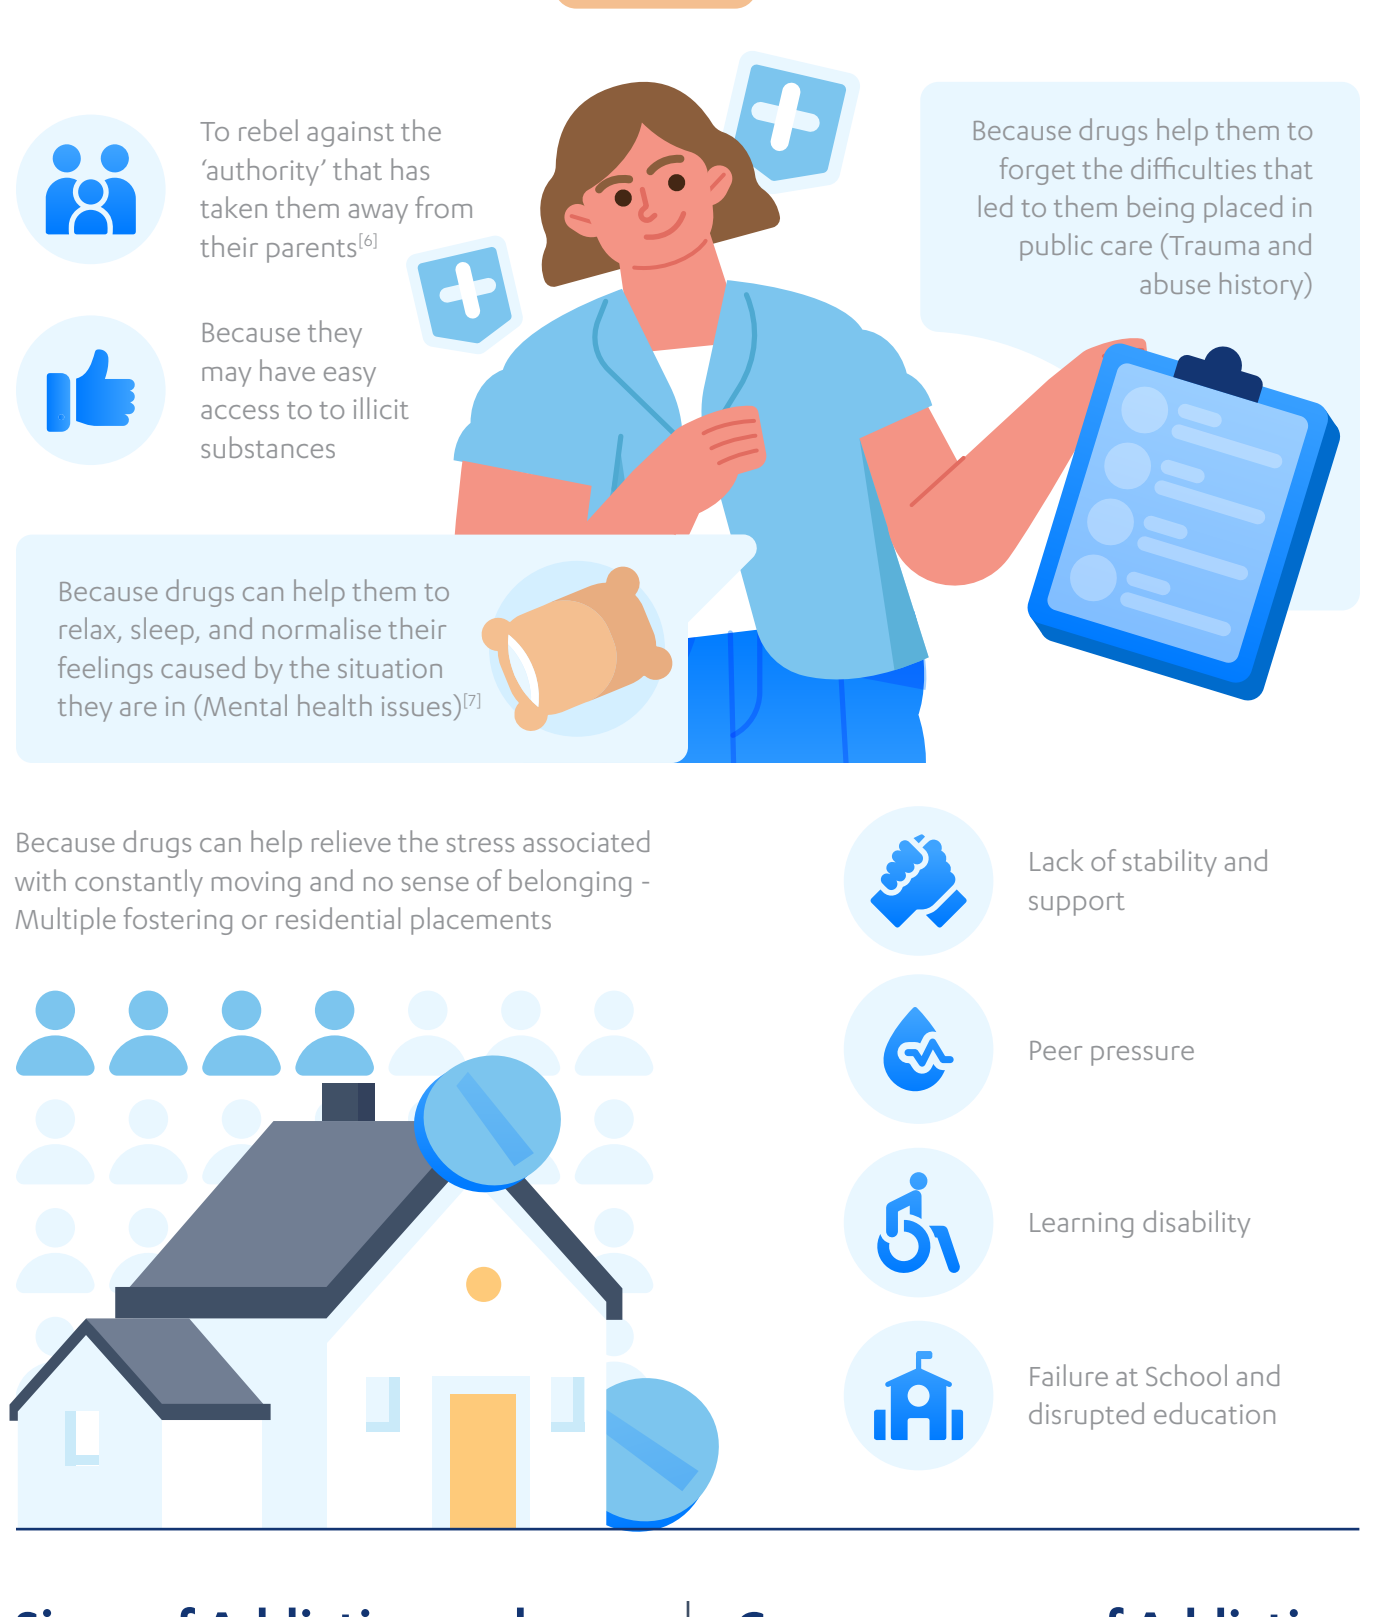 To rebel against the
‘authority’ that has
taken them away from
their parents[6]
Because they
may have easy
access to to illicit
substances
Because drugs help them to
forget the difficulties that
led to them being placed in
public care (Trauma and
abuse history)
Because drugs can help them to
relax, sleep, and normalise their
feelings caused by the situation
they are in (Mental health issues)[7]
Because drugs can help relieve the stress associated
with constantly moving and no sense of belonging -
Multiple fostering or residential placements
Lack of stability and
support
Peer pressure
Learning disability
Failure at School and
disrupted education